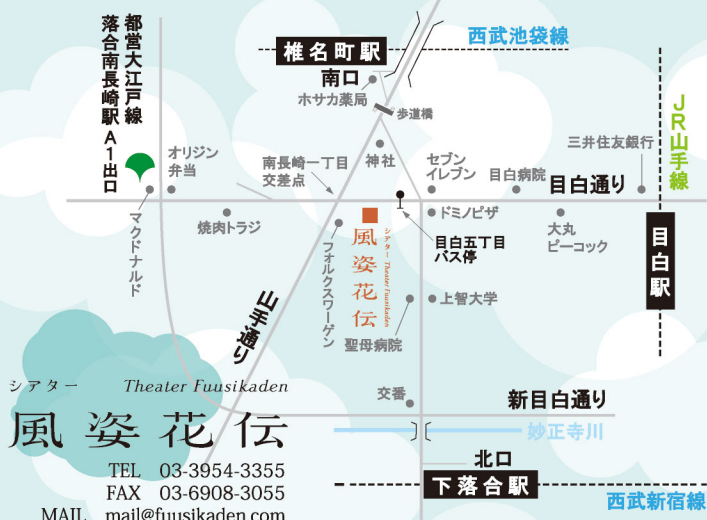 都営大江戸線
落合南長崎駅 A1出口
椎名町駅
西武池袋線
南口
ホサカ薬局
歩道橋
JR山手線
オリジン
弁当
南長崎一丁目
交差点
神社
セブン
イレブン
目白病院
三井住友銀行
目白通り
マクドナルド
焼肉トラジ
フォルクスワーゲン
風姿花伝
シアター Theater Fuusikaden
ドミノピザ
目白五丁目
バス停
大丸
ピーコック
目白駅
山手通り
上智大学
聖母病院
交番
新目白通り
妙正寺川
北口
下落合駅
西武新宿線
シアター Theater Fuusikaden
風姿花伝
TEL 03-3954-3355
FAX 03-6908-3055
MAIL mail@fuusikaden.com